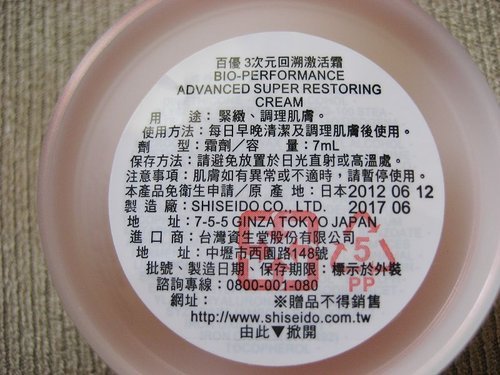 百優 3次元回溯激活霜
BIO-PERFORMANCE
ADVANCED SUPER RESTORING
CREAM
用 途：緊緻、調理肌膚。
使用方法：每日早晚清潔及調理肌膚後使用。
劑 型：霜劑/容 量：7mL
保存方法：請避免放置於日光直射或高溫處。
注意事項：肌膚如有異常或不適時，請暫停使用。
本產品免衛生申請/原 產 地：日本2012 06 12
製 造 廠：SHISEIDO CO., LTD. 2017 06
地 址：7-5-5 GINZA TOKYO JAPAN
進 口 商：台灣資生堂股份有限公司
地 址：中壢市西園路148號
批號、製造日期、保存期限：標示於外裝
諮詢專線：0800-001-080
網址： ※贈品不得銷售
http://www.shiseido.com.tw
由此▼掀開
5
PP